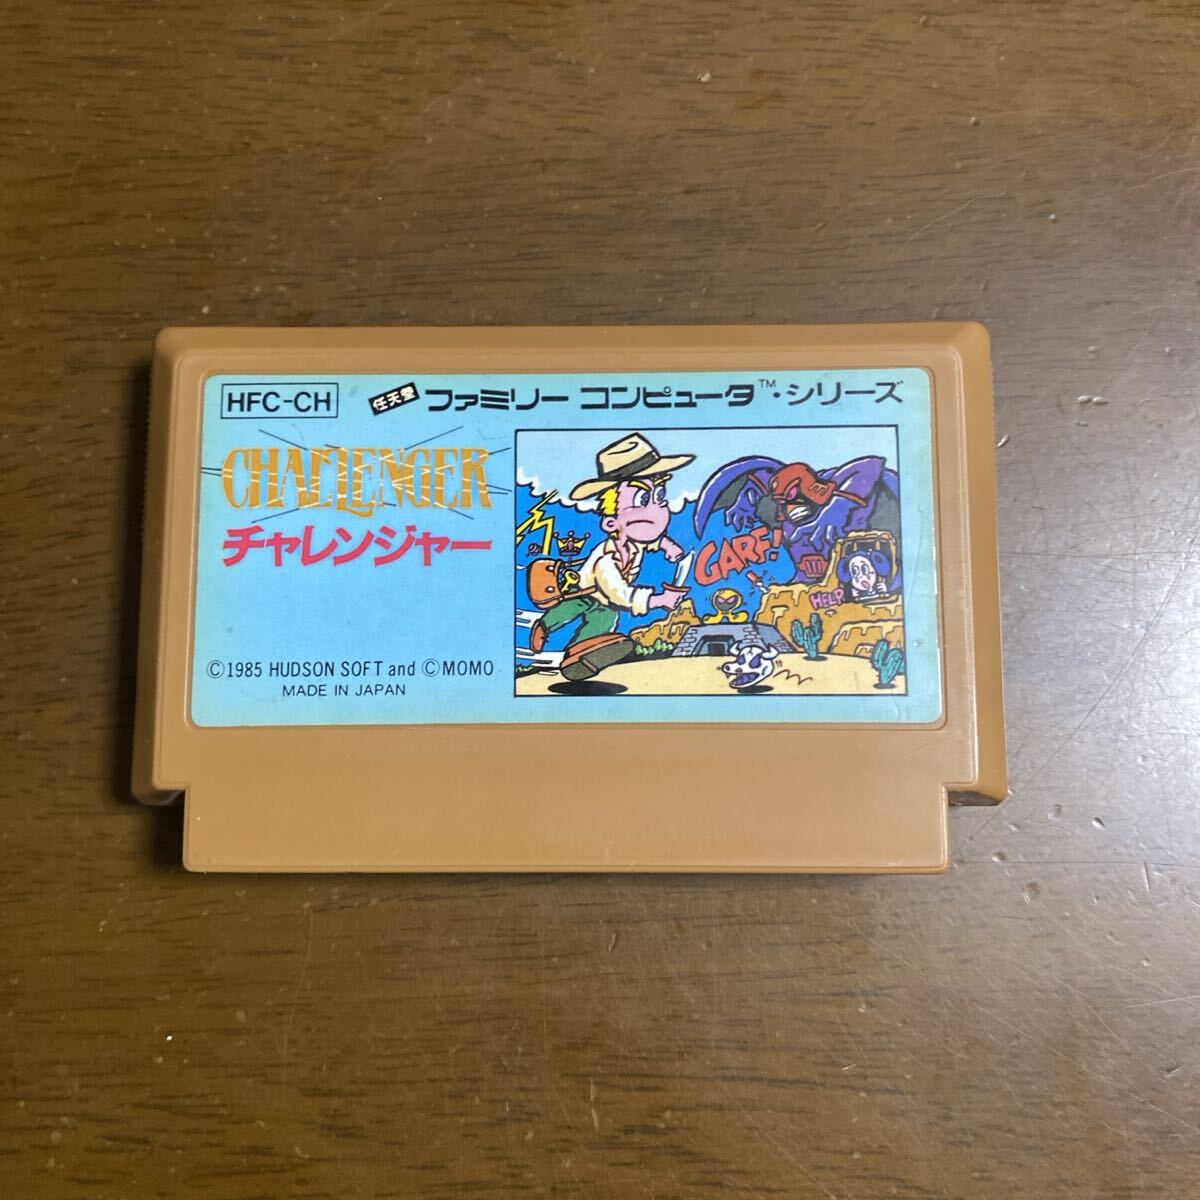 HFC-CH
任天堂 ファミリー コンピュータ™・シリーズ
CHALLENGER
チャレンジャー
GARF!
HELP
©1985 HUDSON SOFT and ©MOMO
MADE IN JAPAN